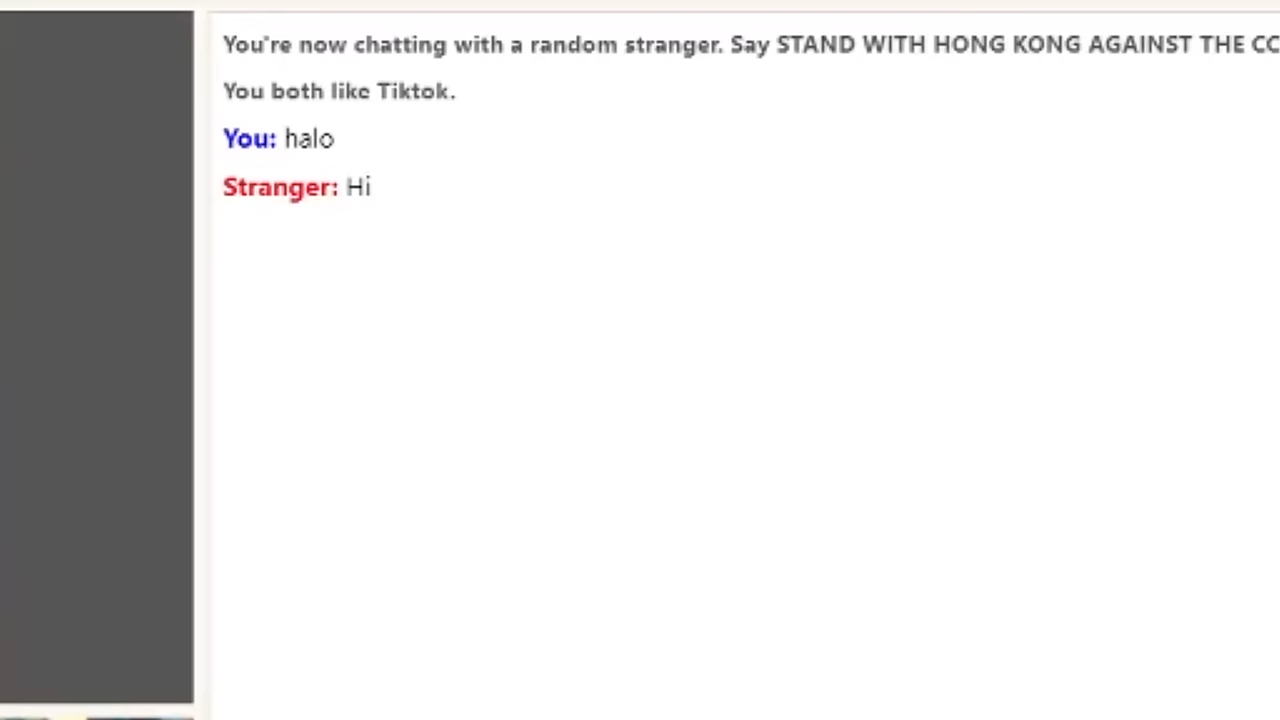 You're now chatting with a random stranger. Say STAND WITH HONG KONG AGAINST THE CC
You both like Tiktok.
You: halo
Stranger: Hi